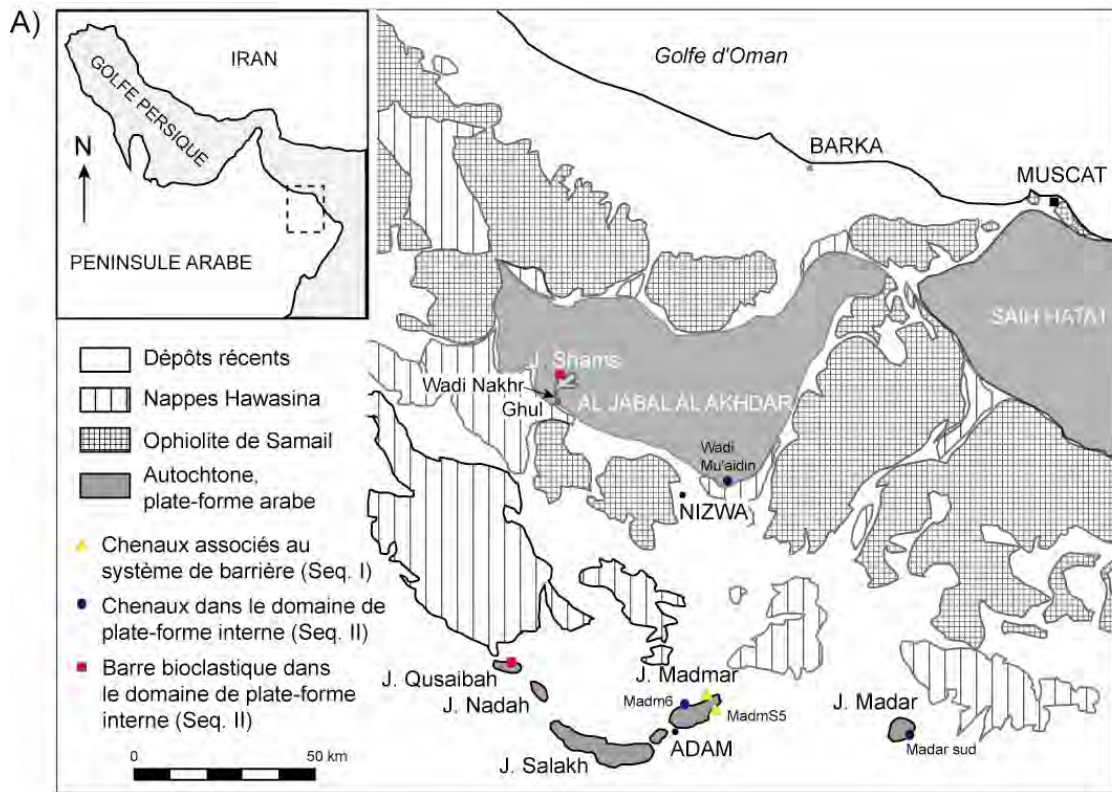 A)
IRAN
GOLFE PERSIQUE
N
PENINSULE ARABE
Golfe d'Oman
BARKA
MUSCAT
SAIH HATAT
J. Shams
Wadi Nakhr
Ghul
AL JABAL AL AKHDAR
Wadi
Mu'aidin
NIZWA
Dépôts récents
Nappes Hawasina
Ophiolite de Samail
Autochtone,
plate-forme arabe
Chenaux associés au
système de barrière (Seq. I)
Chenaux dans le domaine de
plate-forme interne (Seq. II)
Barre bioclastique dans
le domaine de plate-forme
interne (Seq. II)
0 50 km
J. Qusaibah
J. Nadah
J. Salakh
J. Madmar
Madm6
MadmS5
ADAM
J. Madar
Madar sud